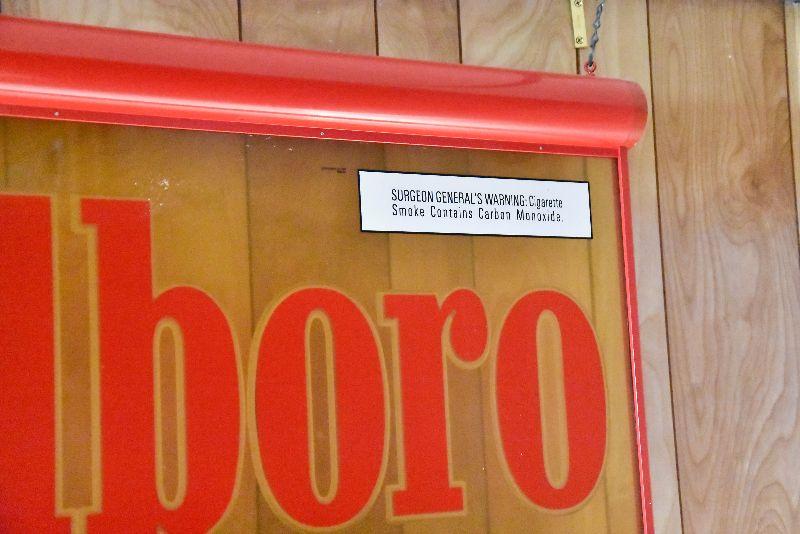 SURGEON GENERAL'S WARNING: Cigarette
Smoke Contains Carbon Monoxide.
lboro